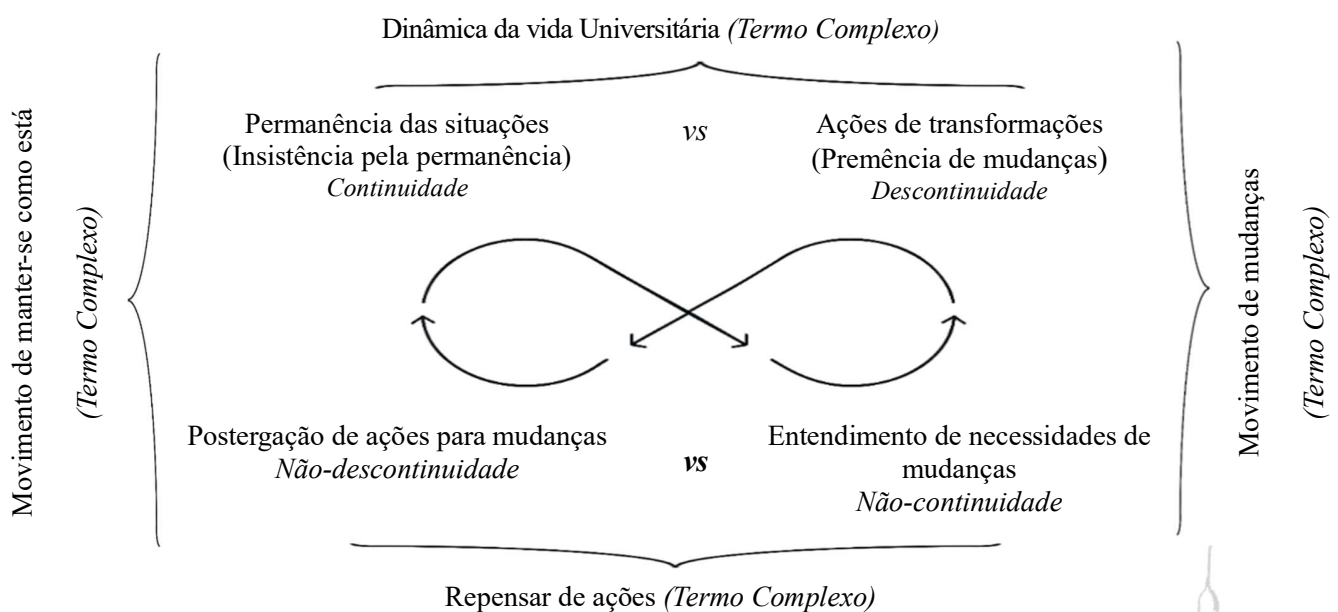 Dinâmica da vida Universitária (Termo Complexo)
Movimento de manter-se como está
(Termo Complexo)
Permanência das situações
(Insistência pela permanência)
Continuidade
vs
Ações de transformações
(Premência de mudanças)
Descontinuidade
Postergação de ações para mudanças
Não-descontinuidade
vs
Entendimento de necessidades de
mudanças
Não-continuidade
Movimento de mudanças
(Termo Complexo)
Repensar de ações (Termo Complexo)